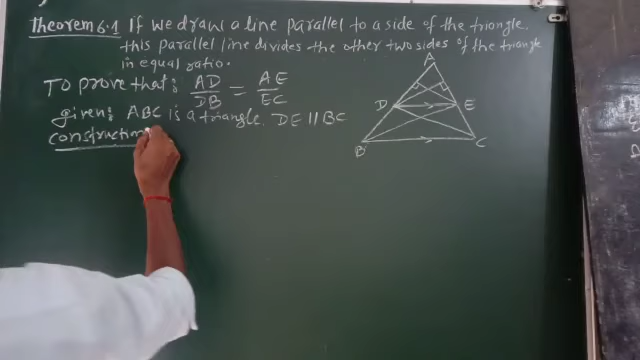 Theorem 6.1 If we draw a line parallel to a side of the triangle.
this parallel line divides the other two sides of the triangle
in equal ratio.
To prove that: AD/DB = AE/EC
given: ABC is a triangle. DE || BC
construction
A
D E
B C